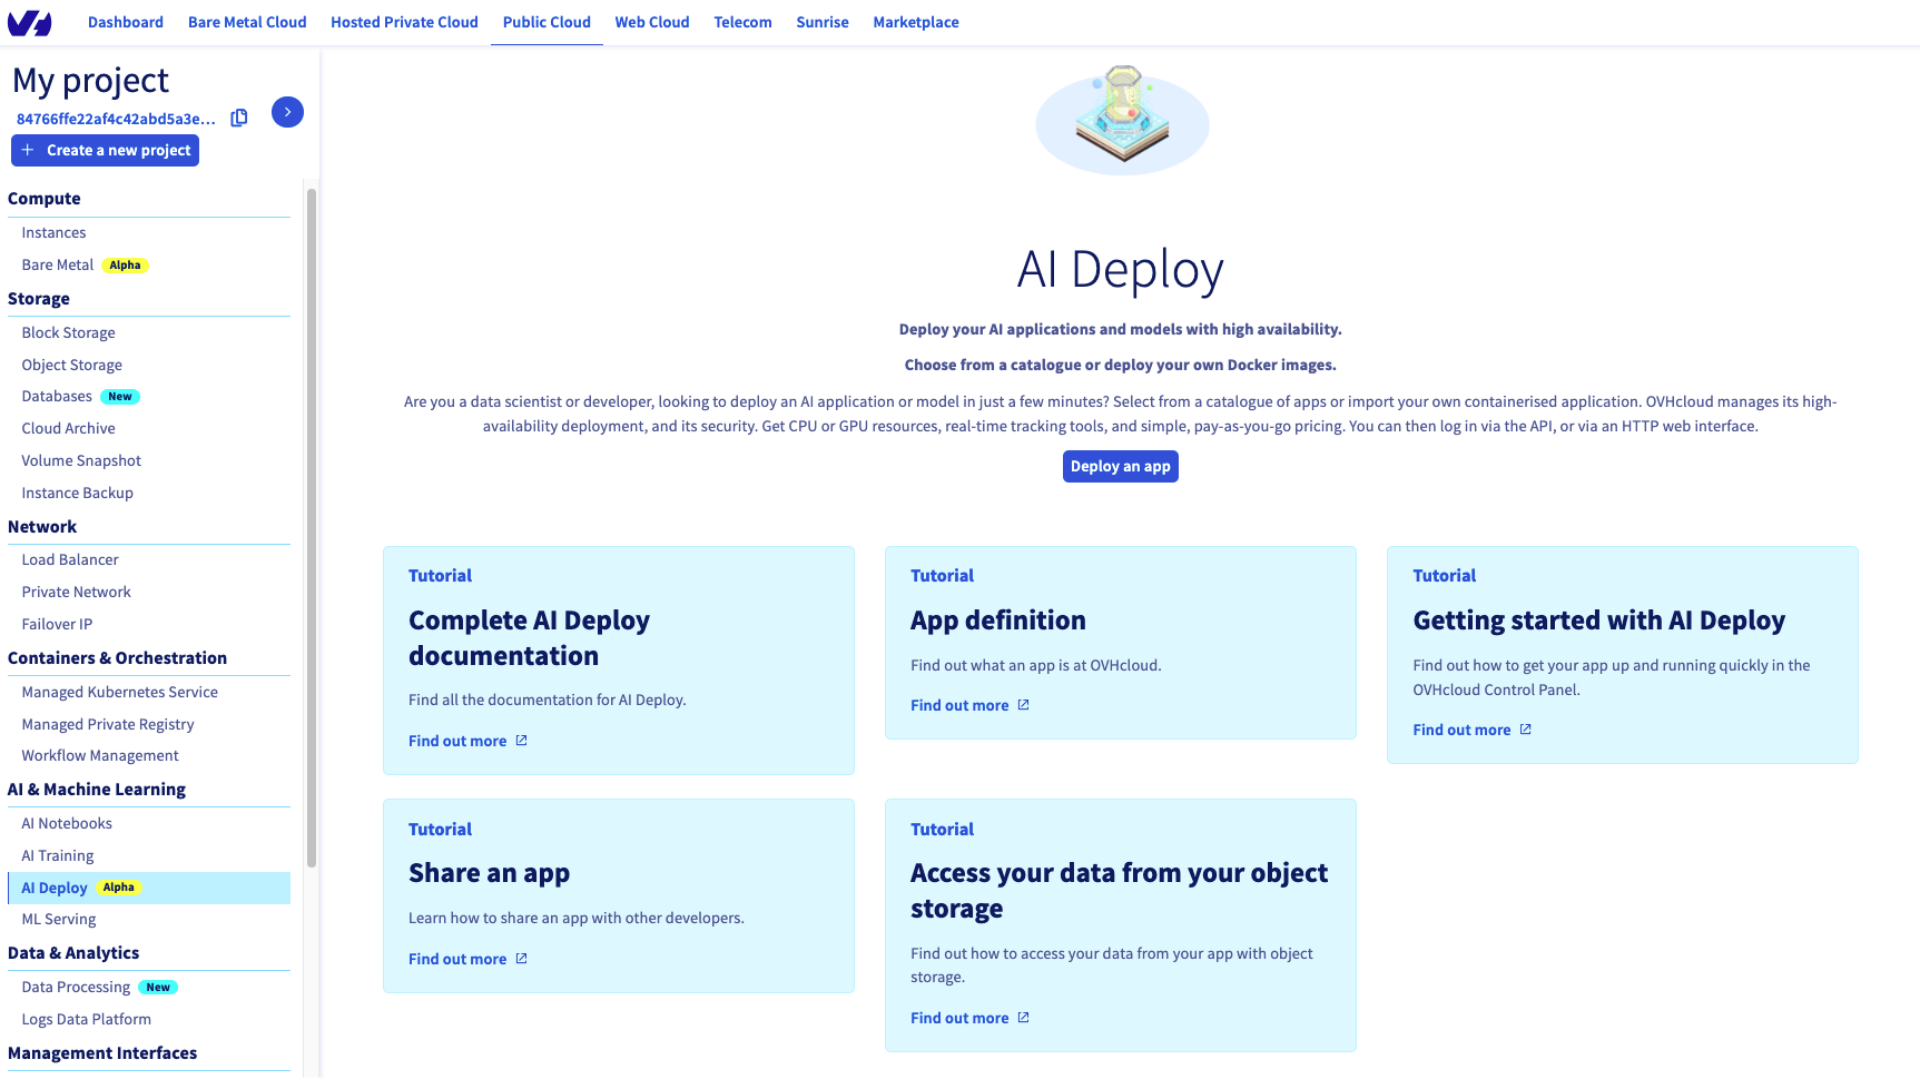 Dashboard Bare Metal Cloud Hosted Private Cloud Public Cloud Web Cloud Telecom Sunrise Marketplace
My project
84766ffe22af4c42abd5a3e...
Create a new project
Compute
Instances
Bare Metal Alpha
Storage
Block Storage
Object Storage
Databases New
Cloud Archive
Volume Snapshot
Instance Backup
Network
Load Balancer
Private Network
Failover IP
Containers & Orchestration
Managed Kubernetes Service
Managed Private Registry
Workflow Management
AI & Machine Learning
AI Notebooks
AI Training
AI Deploy Alpha
ML Serving
Data & Analytics
Data Processing New
Logs Data Platform
Management Interfaces
AI Deploy
Deploy your AI applications and models with high availability.
Choose from a catalogue or deploy your own Docker images.
Are you a data scientist or developer, looking to deploy an AI application or model in just a few minutes? Select from a catalogue of apps or import your own containerised application. OVHcloud manages its high-
availability deployment, and its security. Get CPU or GPU resources, real-time tracking tools, and simple, pay-as-you-go pricing. You can then log in via the API, or via an HTTP web interface.
Deploy an app
Tutorial
Complete AI Deploy
documentation
Find all the documentation for AI Deploy.
Find out more
Tutorial
App definition
Find out what an app is at OVHcloud.
Find out more
Tutorial
Getting started with AI Deploy
Find out how to get your app up and running quickly in the
OVHcloud Control Panel.
Find out more
Tutorial
Share an app
Learn how to share an app with other developers.
Find out more
Tutorial
Access your data from your object
storage
Find out how to access your data from your app with object
storage.
Find out more